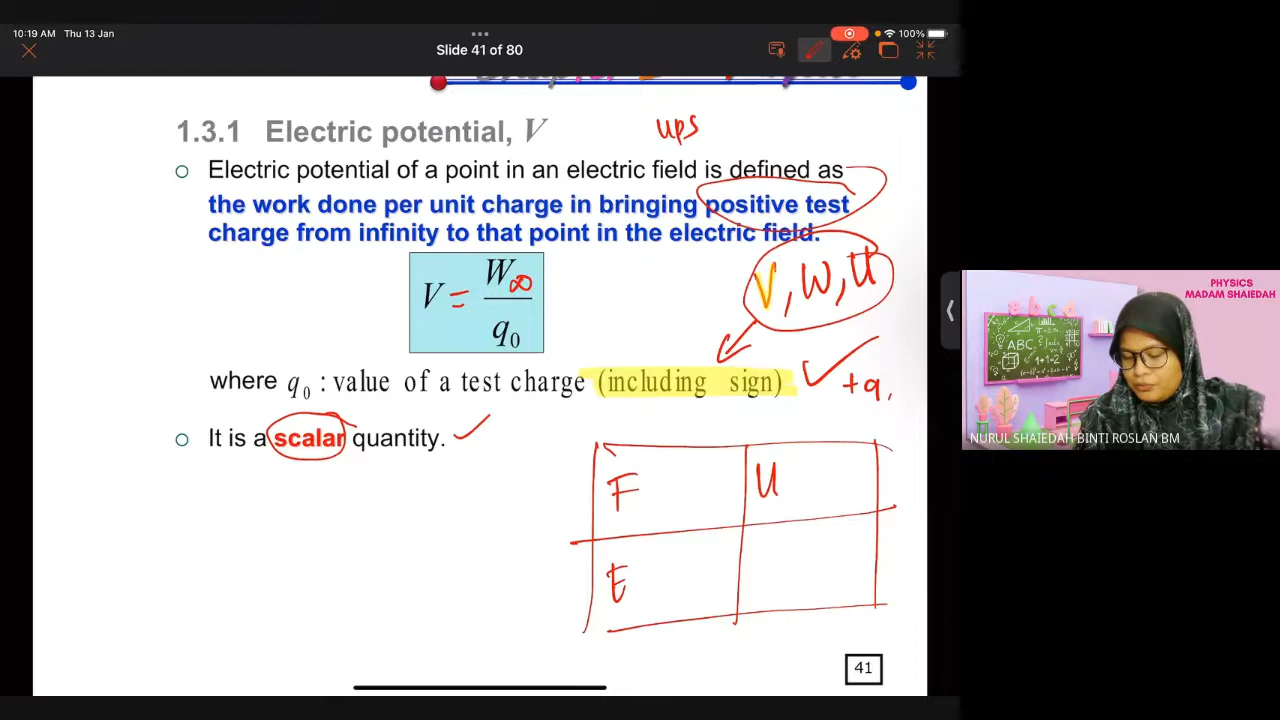 10:19 AM Thu 13 Jan
100%
Slide 41 of 80
1.3.1 Electric potential, V
ups
Electric potential of a point in an electric field is defined as
the work done per unit charge in bringing positive test
charge from infinity to that point in the electric field.
V = W∞ / q₀
V, W, U
where q₀ : value of a test charge (including sign)
+q.
It is a scalar quantity.
F U
E
41
PHYSICS
MADAM SHAIEDAH
ABC
NURUL SHAIEDAH BINTI ROSLAN BM